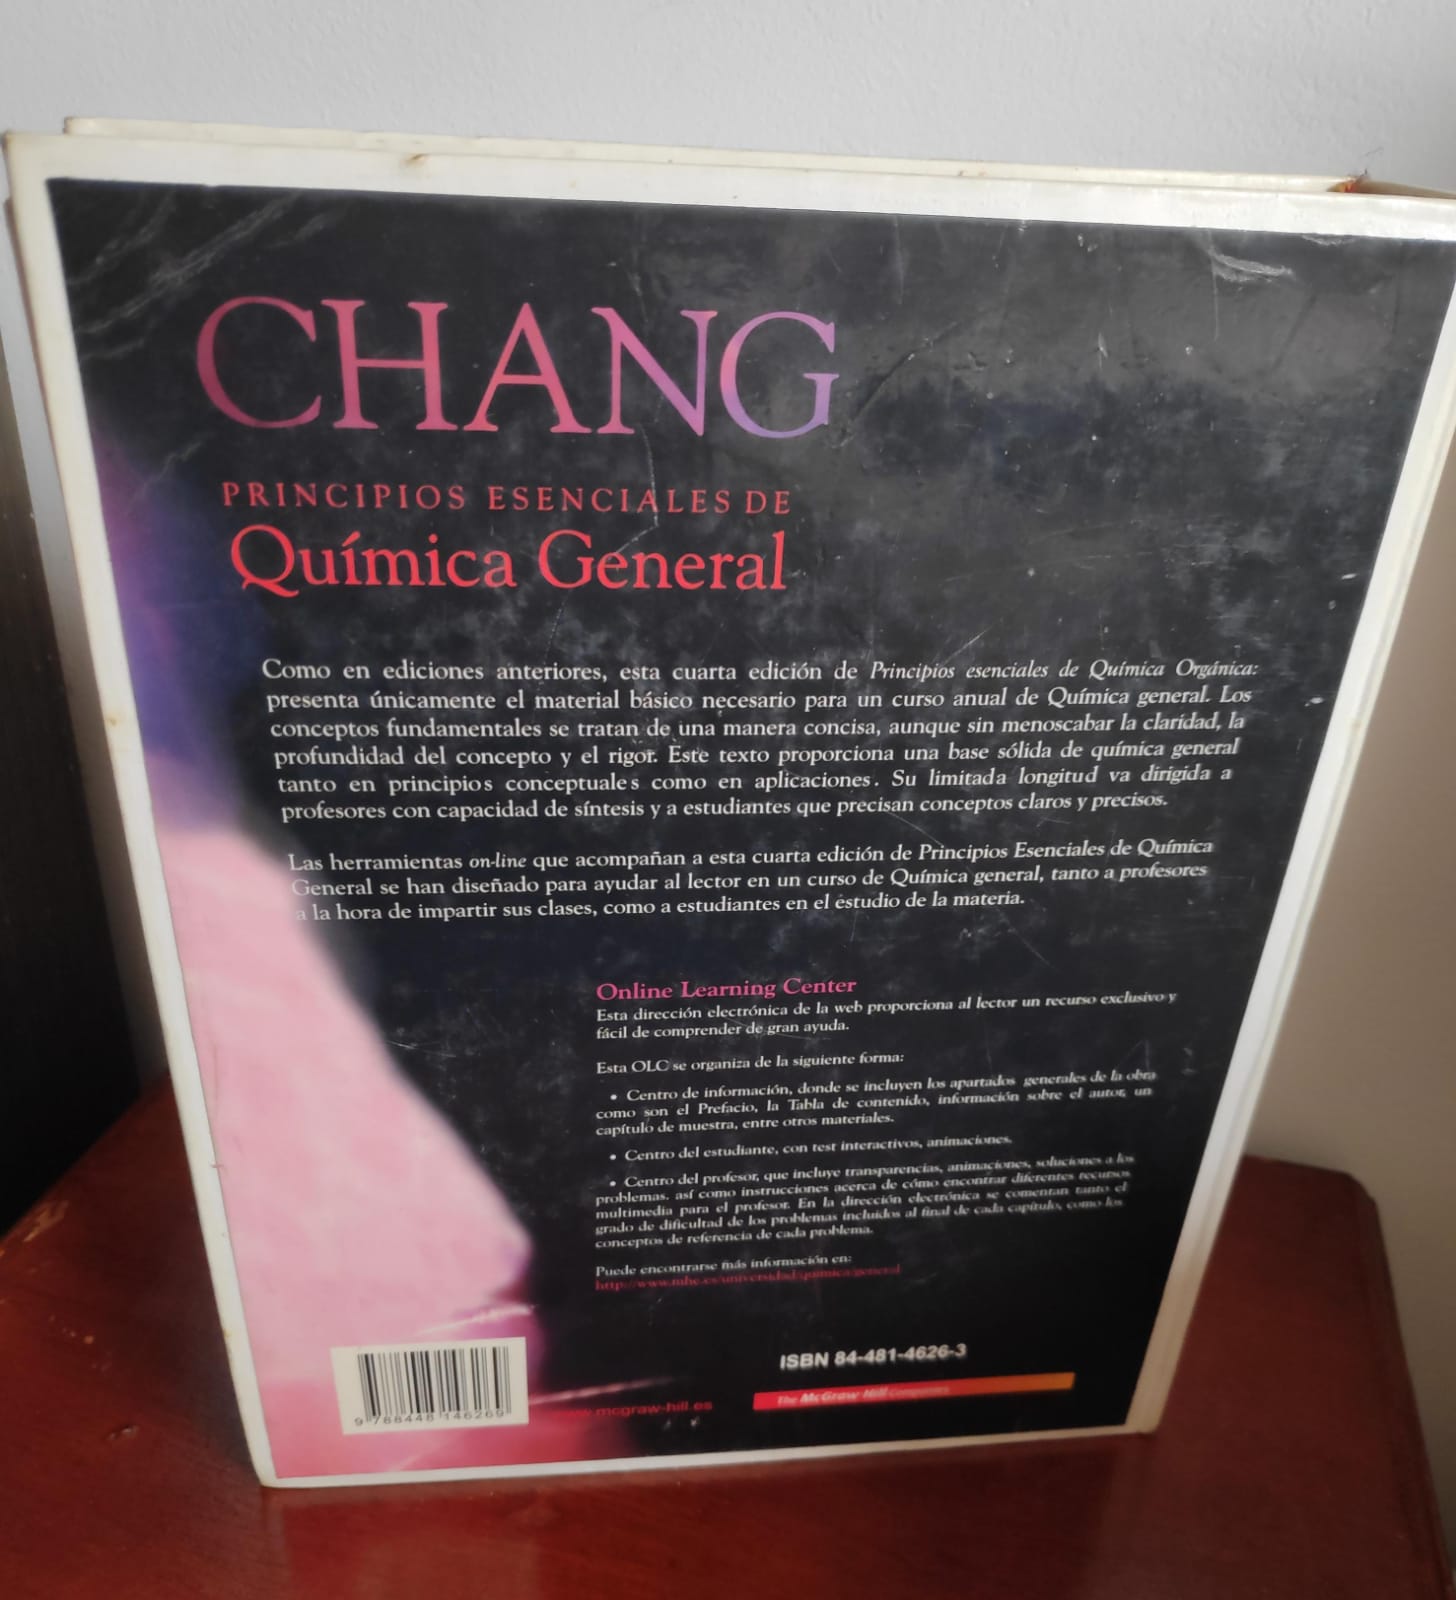 CHANG
PRINCIPIOS ESENCIALES DE
Química General
Como en ediciones anteriores, esta cuarta edición de Principios esenciales de Química Orgánica:
presenta únicamente el material básico necesario para un curso anual de Química general. Los
conceptos fundamentales se tratan de una manera concisa, aunque sin menoscabar la claridad, la
profundidad del concepto y el rigor. Este texto proporciona una base sólida de química general
tanto en principios conceptuales como en aplicaciones. Su limitada longitud va dirigida a
profesores con capacidad de síntesis y a estudiantes que precisan conceptos claros y precisos.
Las herramientas on-line que acompañan a esta cuarta edición de Principios Esenciales de Química
General se han diseñado para ayudar al lector en un curso de Química general, tanto a profesores
a la hora de impartir sus clases, como a estudiantes en el estudio de la materia.
Online Learning Center
Esta dirección electrónica de la web proporciona al lector un recurso exclusivo y
fácil de comprender de gran ayuda.
Esta OLC se organiza de la siguiente forma:
• Centro de información, donde se incluyen los apartados generales de la obra
como son el Prefacio, la Tabla de contenido, información sobre el autor, un
capítulo de muestra, entre otros materiales.
• Centro del estudiante, con test interactivos, animaciones.
• Centro del profesor, que incluye transparencias, animaciones, soluciones a los
problemas, así como instrucciones acerca de cómo encontrar diferentes recursos
multimedia para el profesor. En la dirección electrónica se comentan tanto el
grado de dificultad de los problemas incluidos al final de cada capítulo, como los
conceptos de referencia de cada problema.
Puede encontrarse más información en:
http://www.mhe.es/universidad/quimica/general
ISBN 84-481-4626-3
The McGraw-Hill Companies
www.mcgraw-hill.es
9 788448 146269